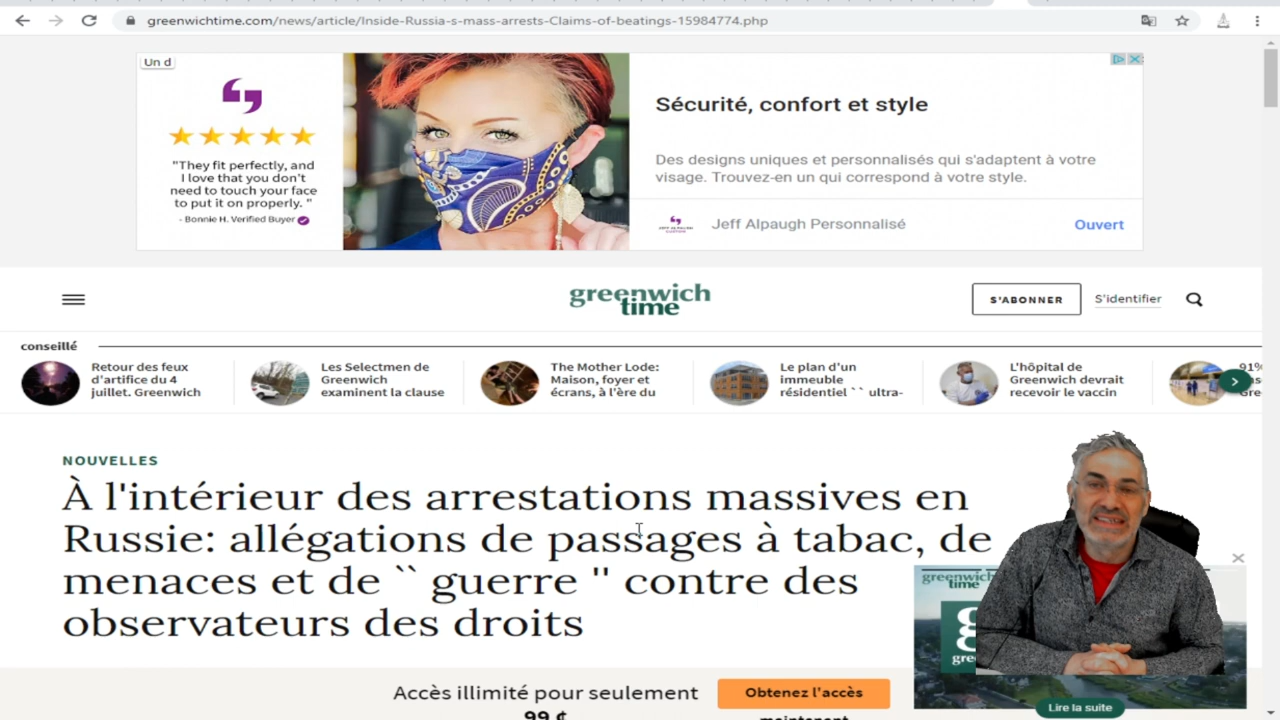 greenwichtime.com/news/article/Inside-Russia-s-mass-arrests-Claims-of-beatings-15984774.php
Un d
"They fit perfectly, and
I love that you don't
need to touch your face
to put it on properly. "
- Bonnie H. Verified Buyer
Sécurité, confort et style
Des designs uniques et personnalisés qui s'adaptent à votre
visage. Trouvez-en un qui correspond à votre style.
Jeff Alpaugh Personnalisé
Ouvert
greenwich
time
S'ABONNER
S'identifier
conseillé
Retour des feux
d'artifice du 4
juillet. Greenwich
Les Selectmen de
Greenwich
examinent la clause
The Mother Lode:
Maison, foyer et
écrans, à l'ère du
Le plan d'un
immeuble
résidentiel `` ultra-
L'hôpital de
Greenwich devrait
recevoir le vaccin
NOUVELLES
À l'intérieur des arrestations massives en
Russie: allégations de passages à tabac, de
menaces et de `` guerre '' contre des
observateurs des droits
greenwich
time
gre
Accès illimité pour seulement
99 ¢
Obtenez l'accès
maintenant
Lire la suite